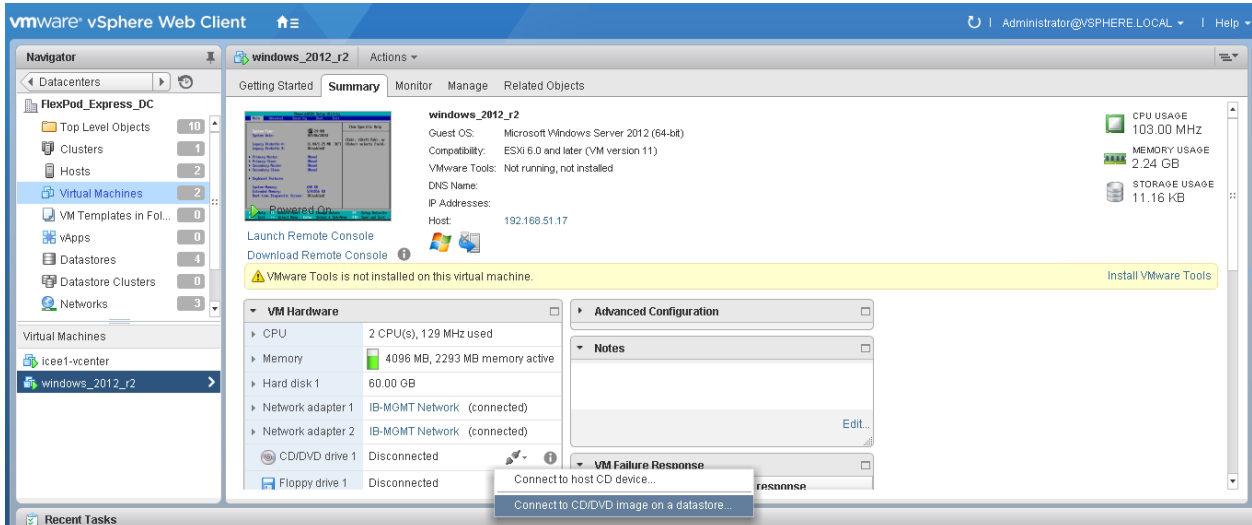 vmware® vSphere Web Client
Administrator@VSPHERE.LOCAL
Help
Navigator
Datacenters
FlexPod_Express_DC
Top Level Objects 10
Clusters 1
Hosts 2
Virtual Machines 2
VM Templates in Fol... 0
vApps 0
Datastores 4
Datastore Clusters 0
Networks 3
Virtual Machines
icee1-vcenter
windows_2012_r2
windows_2012_r2 Actions
Getting Started Summary Monitor Manage Related Objects
Powered On
Launch Remote Console
Download Remote Console
windows_2012_r2
Guest OS: Microsoft Windows Server 2012 (64-bit)
Compatibility: ESXi 6.0 and later (VM version 11)
VMware Tools: Not running, not installed
DNS Name:
IP Addresses:
Host: 192.168.51.17
CPU USAGE
103.00 MHz
MEMORY USAGE
2.24 GB
STORAGE USAGE
11.16 KB
VMware Tools is not installed on this virtual machine. Install VMware Tools
VM Hardware
CPU 2 CPU(s), 129 MHz used
Memory 4096 MB, 2293 MB memory active
Hard disk 1 60.00 GB
Network adapter 1 IB-MGMT Network (connected)
Network adapter 2 IB-MGMT Network (connected)
CD/DVD drive 1 Disconnected
Floppy drive 1 Disconnected
Advanced Configuration
Notes
Edit...
VM Failure Response
response
Connect to host CD device...
Connect to CD/DVD image on a datastore...
Recent Tasks